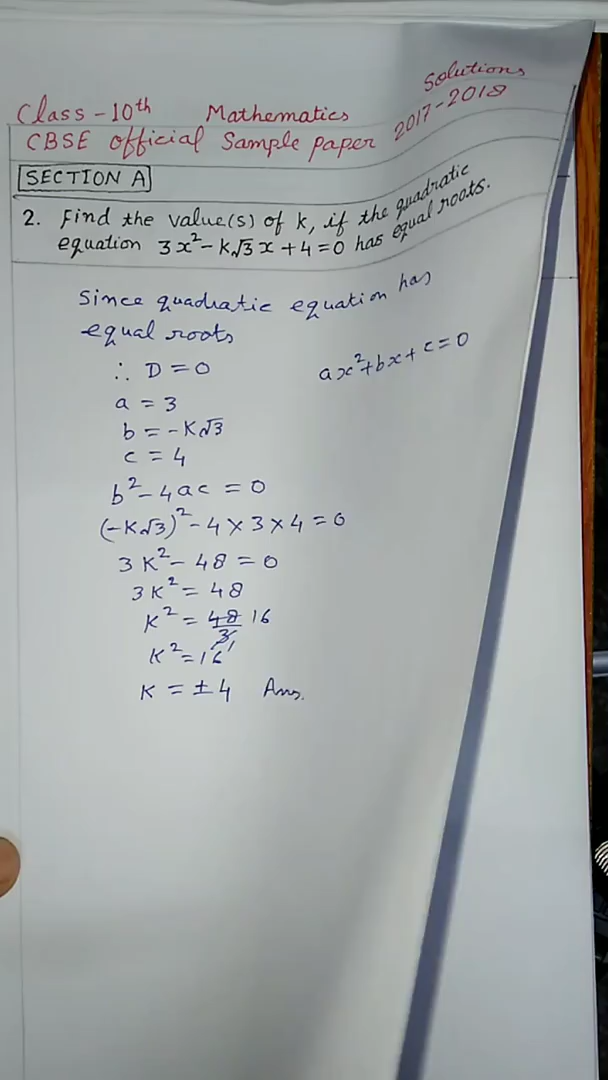 Solutions
Class - 10th Mathematics 2017-2018
CBSE official Sample paper
SECTION A
2. Find the value(s) of k, if the quadratic
equation 3x² - k√3x + 4 = 0 has equal roots.
Since quadratic equation has
equal roots
∴ D = 0
ax² + bx + c = 0
a = 3
b = -K√3
c = 4
b² - 4ac = 0
(-K√3)² - 4 × 3 × 4 = 0
3K² - 48 = 0
3K² = 48
K² = 48/3 16 1
K² = 16
K = ± 4 Ans.